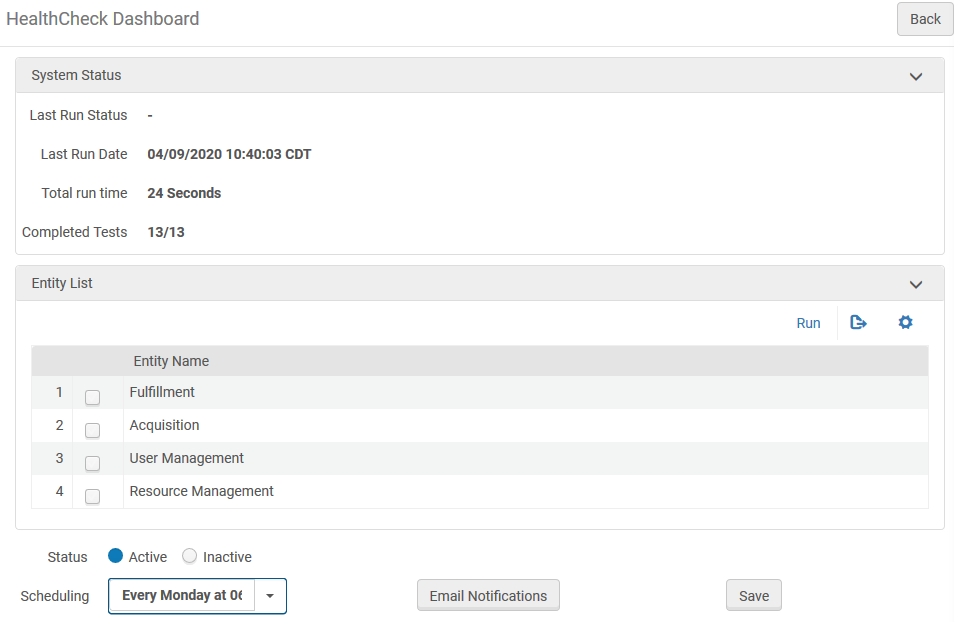 HealthCheck Dashboard
Back
System Status
Last Run Status -
Last Run Date 04/09/2020 10:40:03 CDT
Total run time 24 Seconds
Completed Tests 13/13
Entity List
Run
Entity Name
1 Fulfillment
2 Acquisition
3 User Management
4 Resource Management
Status Active Inactive
Scheduling Every Monday at 06 Email Notifications Save